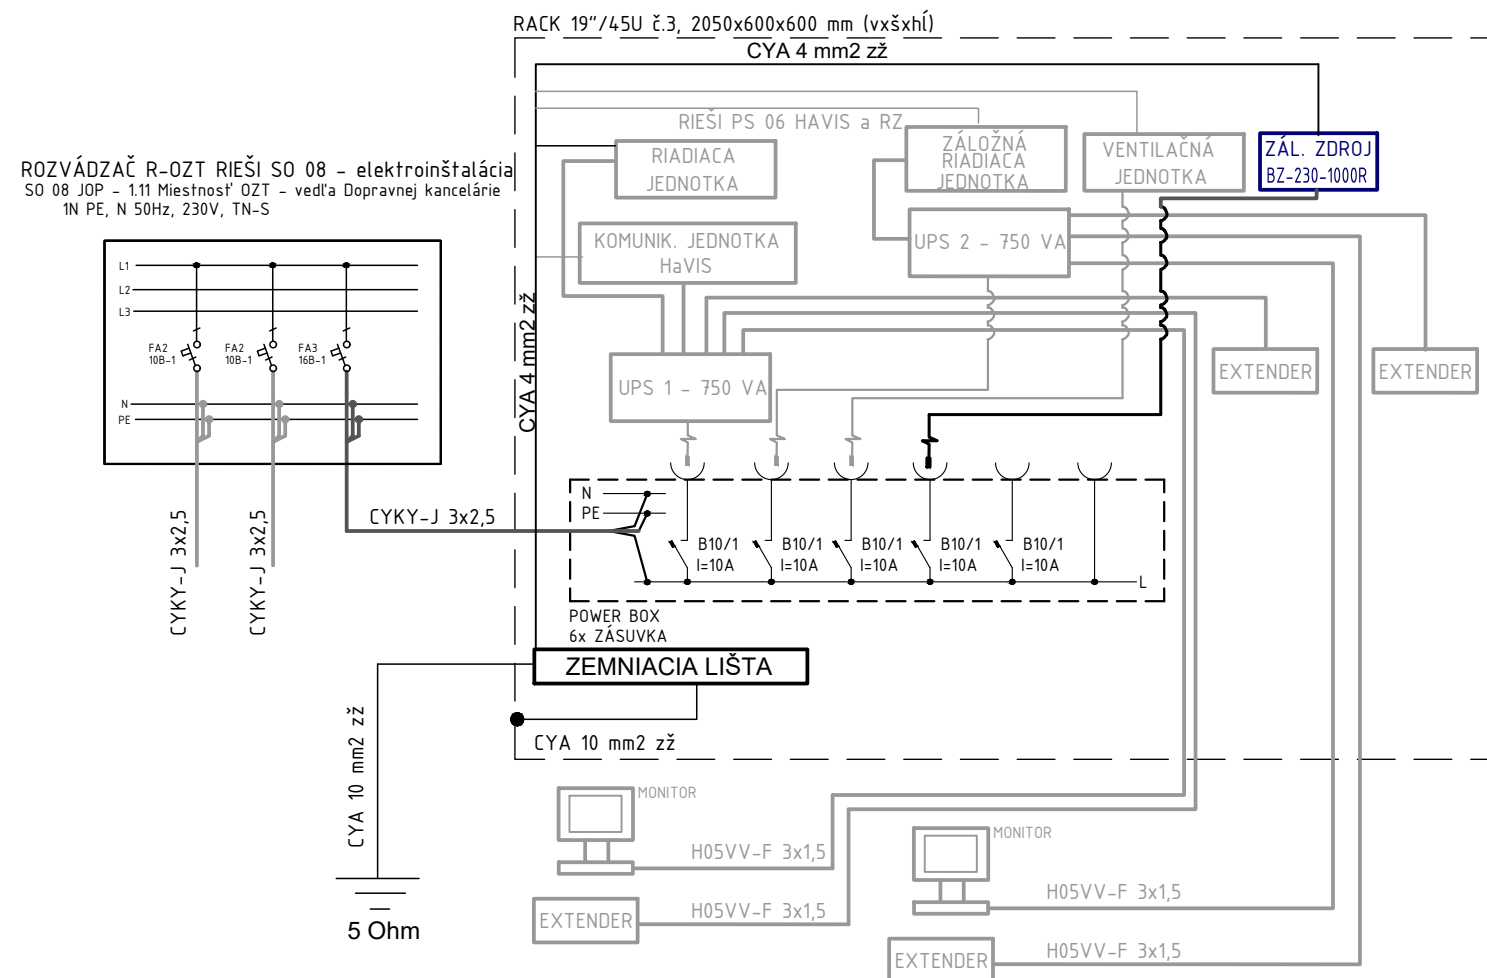 RACK 19"/45U č.3, 2050x600x600 mm (vxšxhĺ)
CYA 4 mm2 zž
RIEŠI PS 06 HAVIS a RZ
RIADIACA
JEDNOTKA
ZÁLOŽNÁ
RIADIACA
JEDNOTKA
VENTILAČNÁ
JEDNOTKA
ZÁL. ZDROJ
BZ-230-1000R
ROZVÁDZAČ R-OZT RIEŠI SO 08 - elektroinštalácia
SO 08 JOP - 1.11 Miestnosť OZT - vedľa Dopravnej kancelárie
1N PE, N 50Hz, 230V, TN-S
KOMUNIK. JEDNOTKA
HaVIS
UPS 2 - 750 VA
L1
L2
L3
FA2
10B-1
FA2
10B-1
FA3
16B-1
N
PE
CYA 4 mm2 zž
UPS 1 - 750 VA
EXTENDER
EXTENDER
CYKY-J 3x2,5
CYKY-J 3x2,5
CYKY-J 3x2,5
N
PE
B10/1
I=10A
B10/1
I=10A
B10/1
I=10A
B10/1
I=10A
B10/1
I=10A
L
POWER BOX
6x ZÁSUVKA
ZEMNIACIA LIŠTA
CYA 10 mm2 zž
CYA 10 mm2 zž
5 Ohm
MONITOR
H05VV-F 3x1,5
EXTENDER
H05VV-F 3x1,5
MONITOR
H05VV-F 3x1,5
EXTENDER
H05VV-F 3x1,5